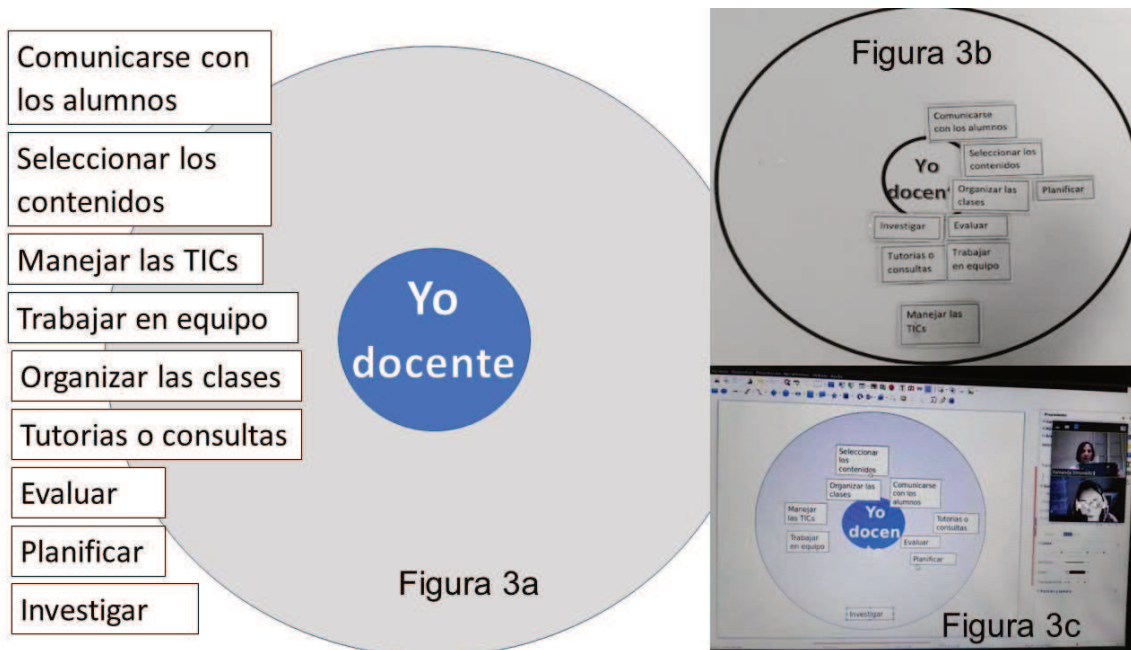 Comunicarse con
los alumnos
Seleccionar los
contenidos
Manejar las TICs
Trabajar en equipo
Organizar las clases
Tutorias o consultas
Evaluar
Planificar
Investigar
Yo
docente
Figura 3a
Figura 3b
Comunicarse
con los alumnos
Seleccionar los
contenidos
Yo
docent
Organizar las
clases
Planificar
Investigar
Evaluar
Tutorias o
consultas
Trabajar
en equipo
Manejar las
TICs
Seleccionar
los
contenidos
Organizar las
clases
Comunicarse
con los
alumnos
Manejar
las TICs
Yo
docen
Tutorias o
consultas
Trabajar
en equipo
Evaluar
Planificar
Investigar
Figura 3c